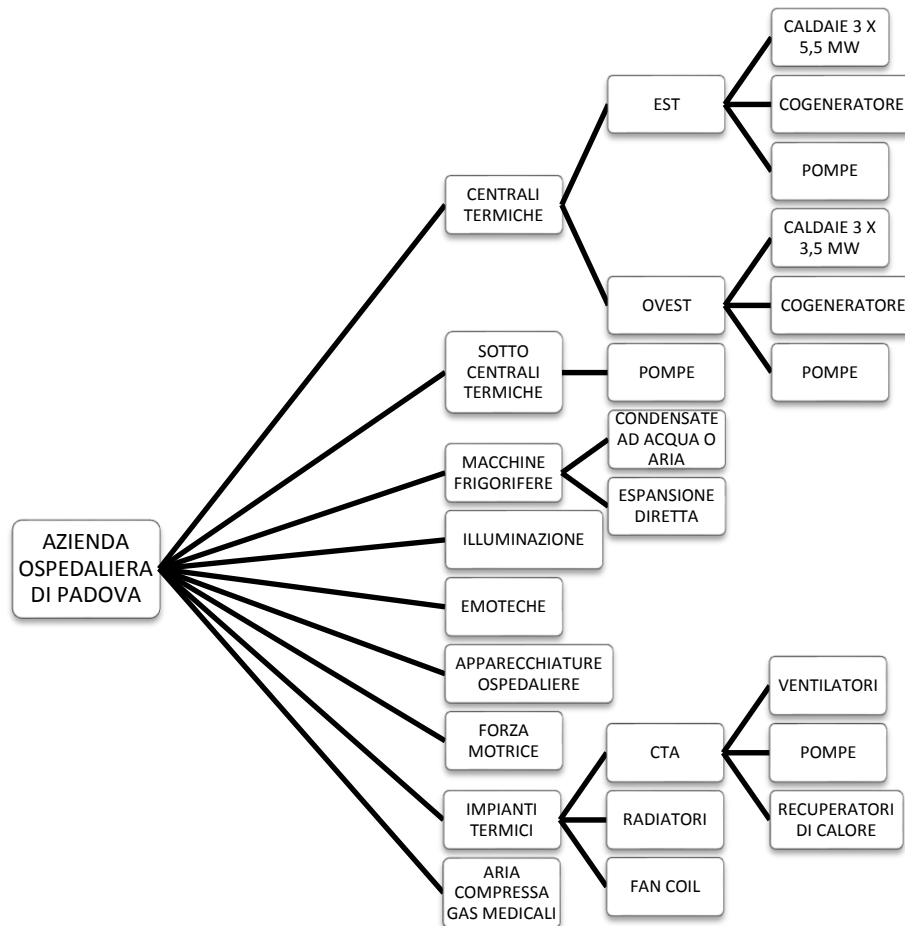 AZIENDA
OSPEDALIERA
DI PADOVA
CENTRALI
TERMICHE
EST
CALDAIE 3 X
5,5 MW
COGENERATORE
POMPE
OVEST
CALDAIE 3 X
3,5 MW
COGENERATORE
POMPE
SOTTO
CENTRALI
TERMICHE
POMPE
MACCHINE
FRIGORIFERE
CONDENSATE
AD ACQUA O
ARIA
ESPANSIONE
DIRETTA
ILLUMINAZIONE
EMOTECHE
APPARECCHIATURE
OSPEDALIERE
FORZA
MOTRICE
IMPIANTI
TERMICI
CTA
VENTILATORI
POMPE
RECUPERATORI
DI CALORE
RADIATORI
FAN COIL
ARIA
COMPRESSA
GAS MEDICALI